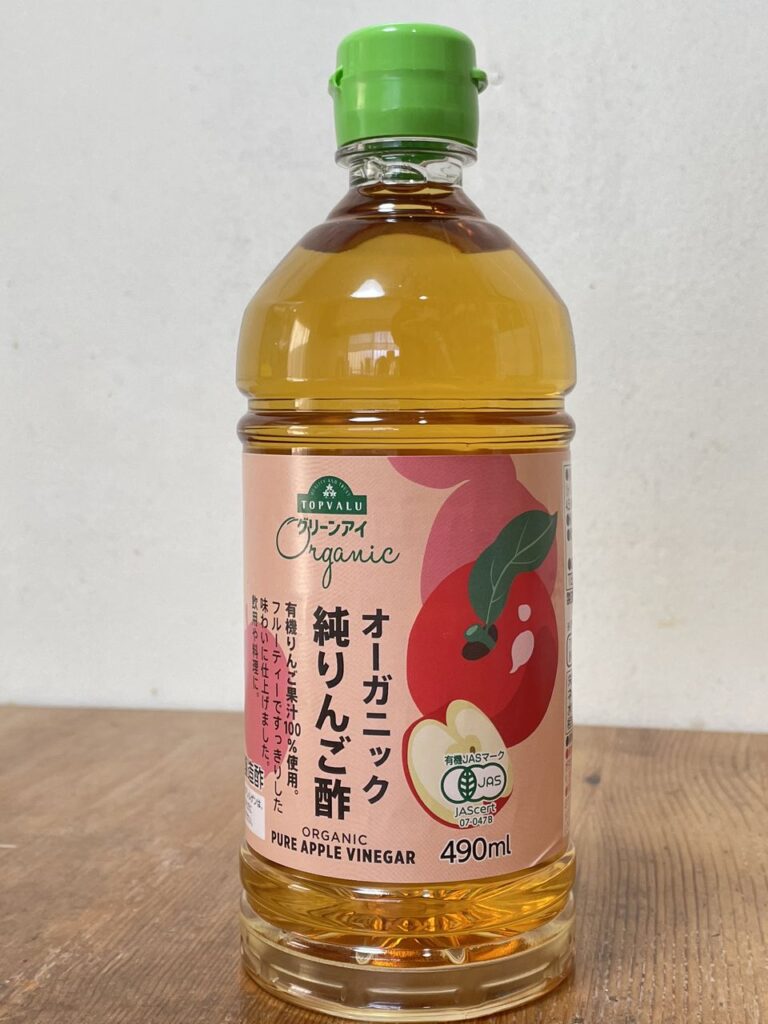 TOPVALU
グリーンアイ
Organic
オーガニック
純りんご酢
有機りんご果汁100%使用。
フルーティーですっきりした
味わいに仕上げました。
飲用や料理に。
造酢
ORGANIC
PURE APPLE VINEGAR
有機JASマーク
JAS
JAScert
07-047B
490ml